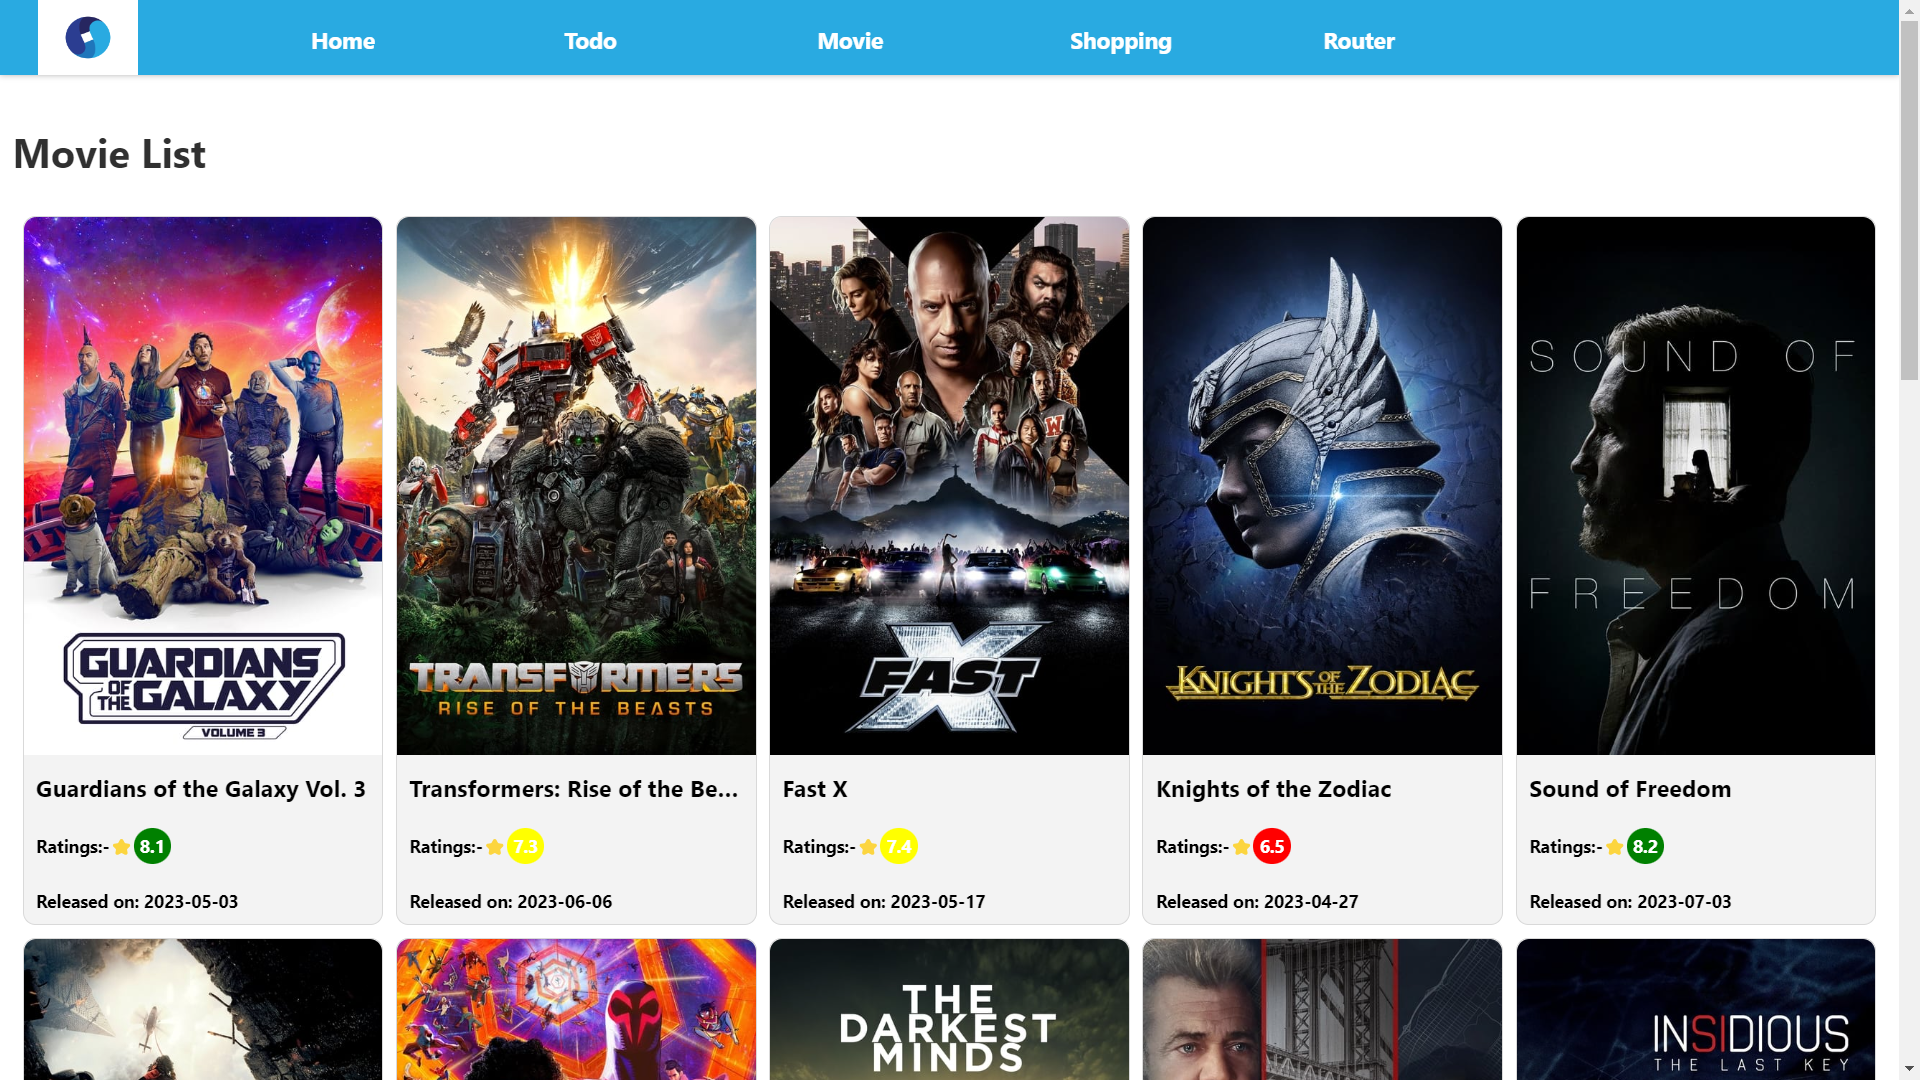 Home
Todo
Movie
Shopping
Router
Movie List
GUARDIANS
OF THE
GALAXY
VOLUME 3
TRANSFORMERS
RISE OF THE BEASTS
FAST X
KNIGHTS OF THE ZODIAC
SOUND OF
FREEDOM
Guardians of the Galaxy Vol. 3
Transformers: Rise of the Be...
Fast X
Knights of the Zodiac
Sound of Freedom
Ratings:- 8.1
Ratings:- 7.3
Ratings:- 7.4
Ratings:- 6.5
Ratings:- 8.2
Released on: 2023-05-03
Released on: 2023-06-06
Released on: 2023-05-17
Released on: 2023-04-27
Released on: 2023-07-03
THE
DARKEST
MINDS
INSIDIOUS
THE LAST KEY